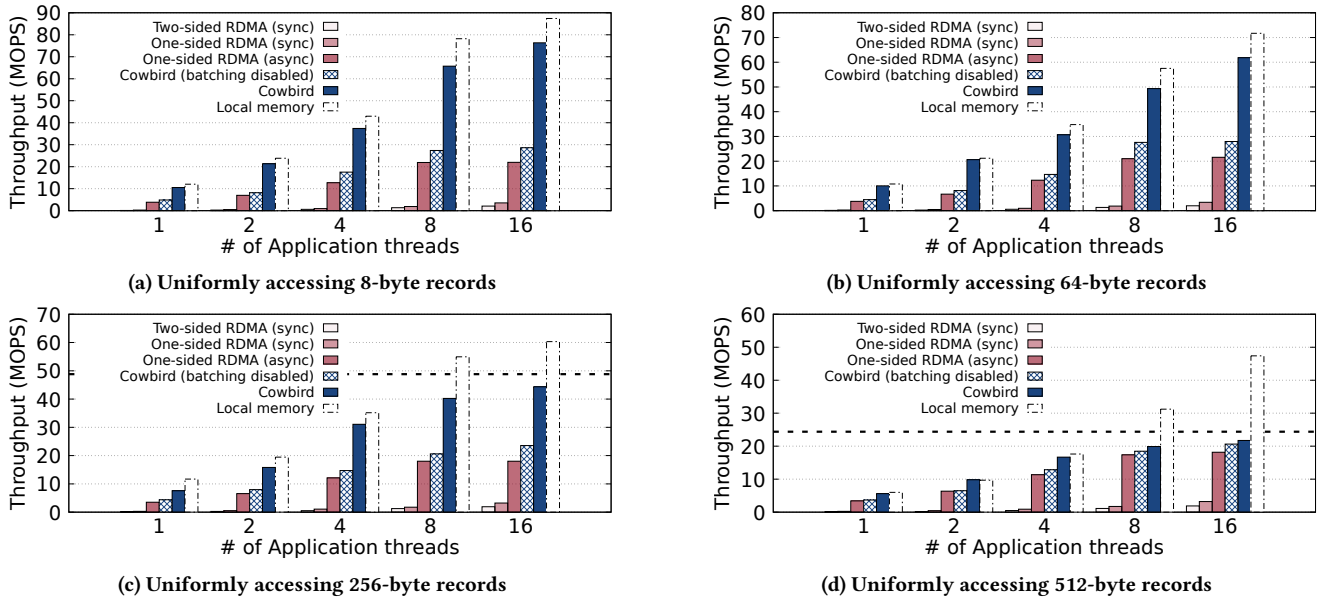 Throughput (MOPS)
90
80
70
60
50
40
30
20
10
0
Two-sided RDMA (sync)
One-sided RDMA (sync)
One-sided RDMA (async)
Cowbird (batching disabled)
Cowbird
Local memory
1 2 4 8 16
# of Application threads
(a) Uniformly accessing 8-byte records
Throughput (MOPS)
80
70
60
50
40
30
20
10
0
Two-sided RDMA (sync)
One-sided RDMA (sync)
One-sided RDMA (async)
Cowbird (batching disabled)
Cowbird
Local memory
1 2 4 8 16
# of Application threads
(b) Uniformly accessing 64-byte records
Throughput (MOPS)
70
60
50
40
30
20
10
0
Two-sided RDMA (sync)
One-sided RDMA (sync)
One-sided RDMA (async)
Cowbird (batching disabled)
Cowbird
Local memory
1 2 4 8 16
# of Application threads
(c) Uniformly accessing 256-byte records
Throughput (MOPS)
60
50
40
30
20
10
0
Two-sided RDMA (sync)
One-sided RDMA (sync)
One-sided RDMA (async)
Cowbird (batching disabled)
Cowbird
Local memory
1 2 4 8 16
# of Application threads
(d) Uniformly accessing 512-byte records